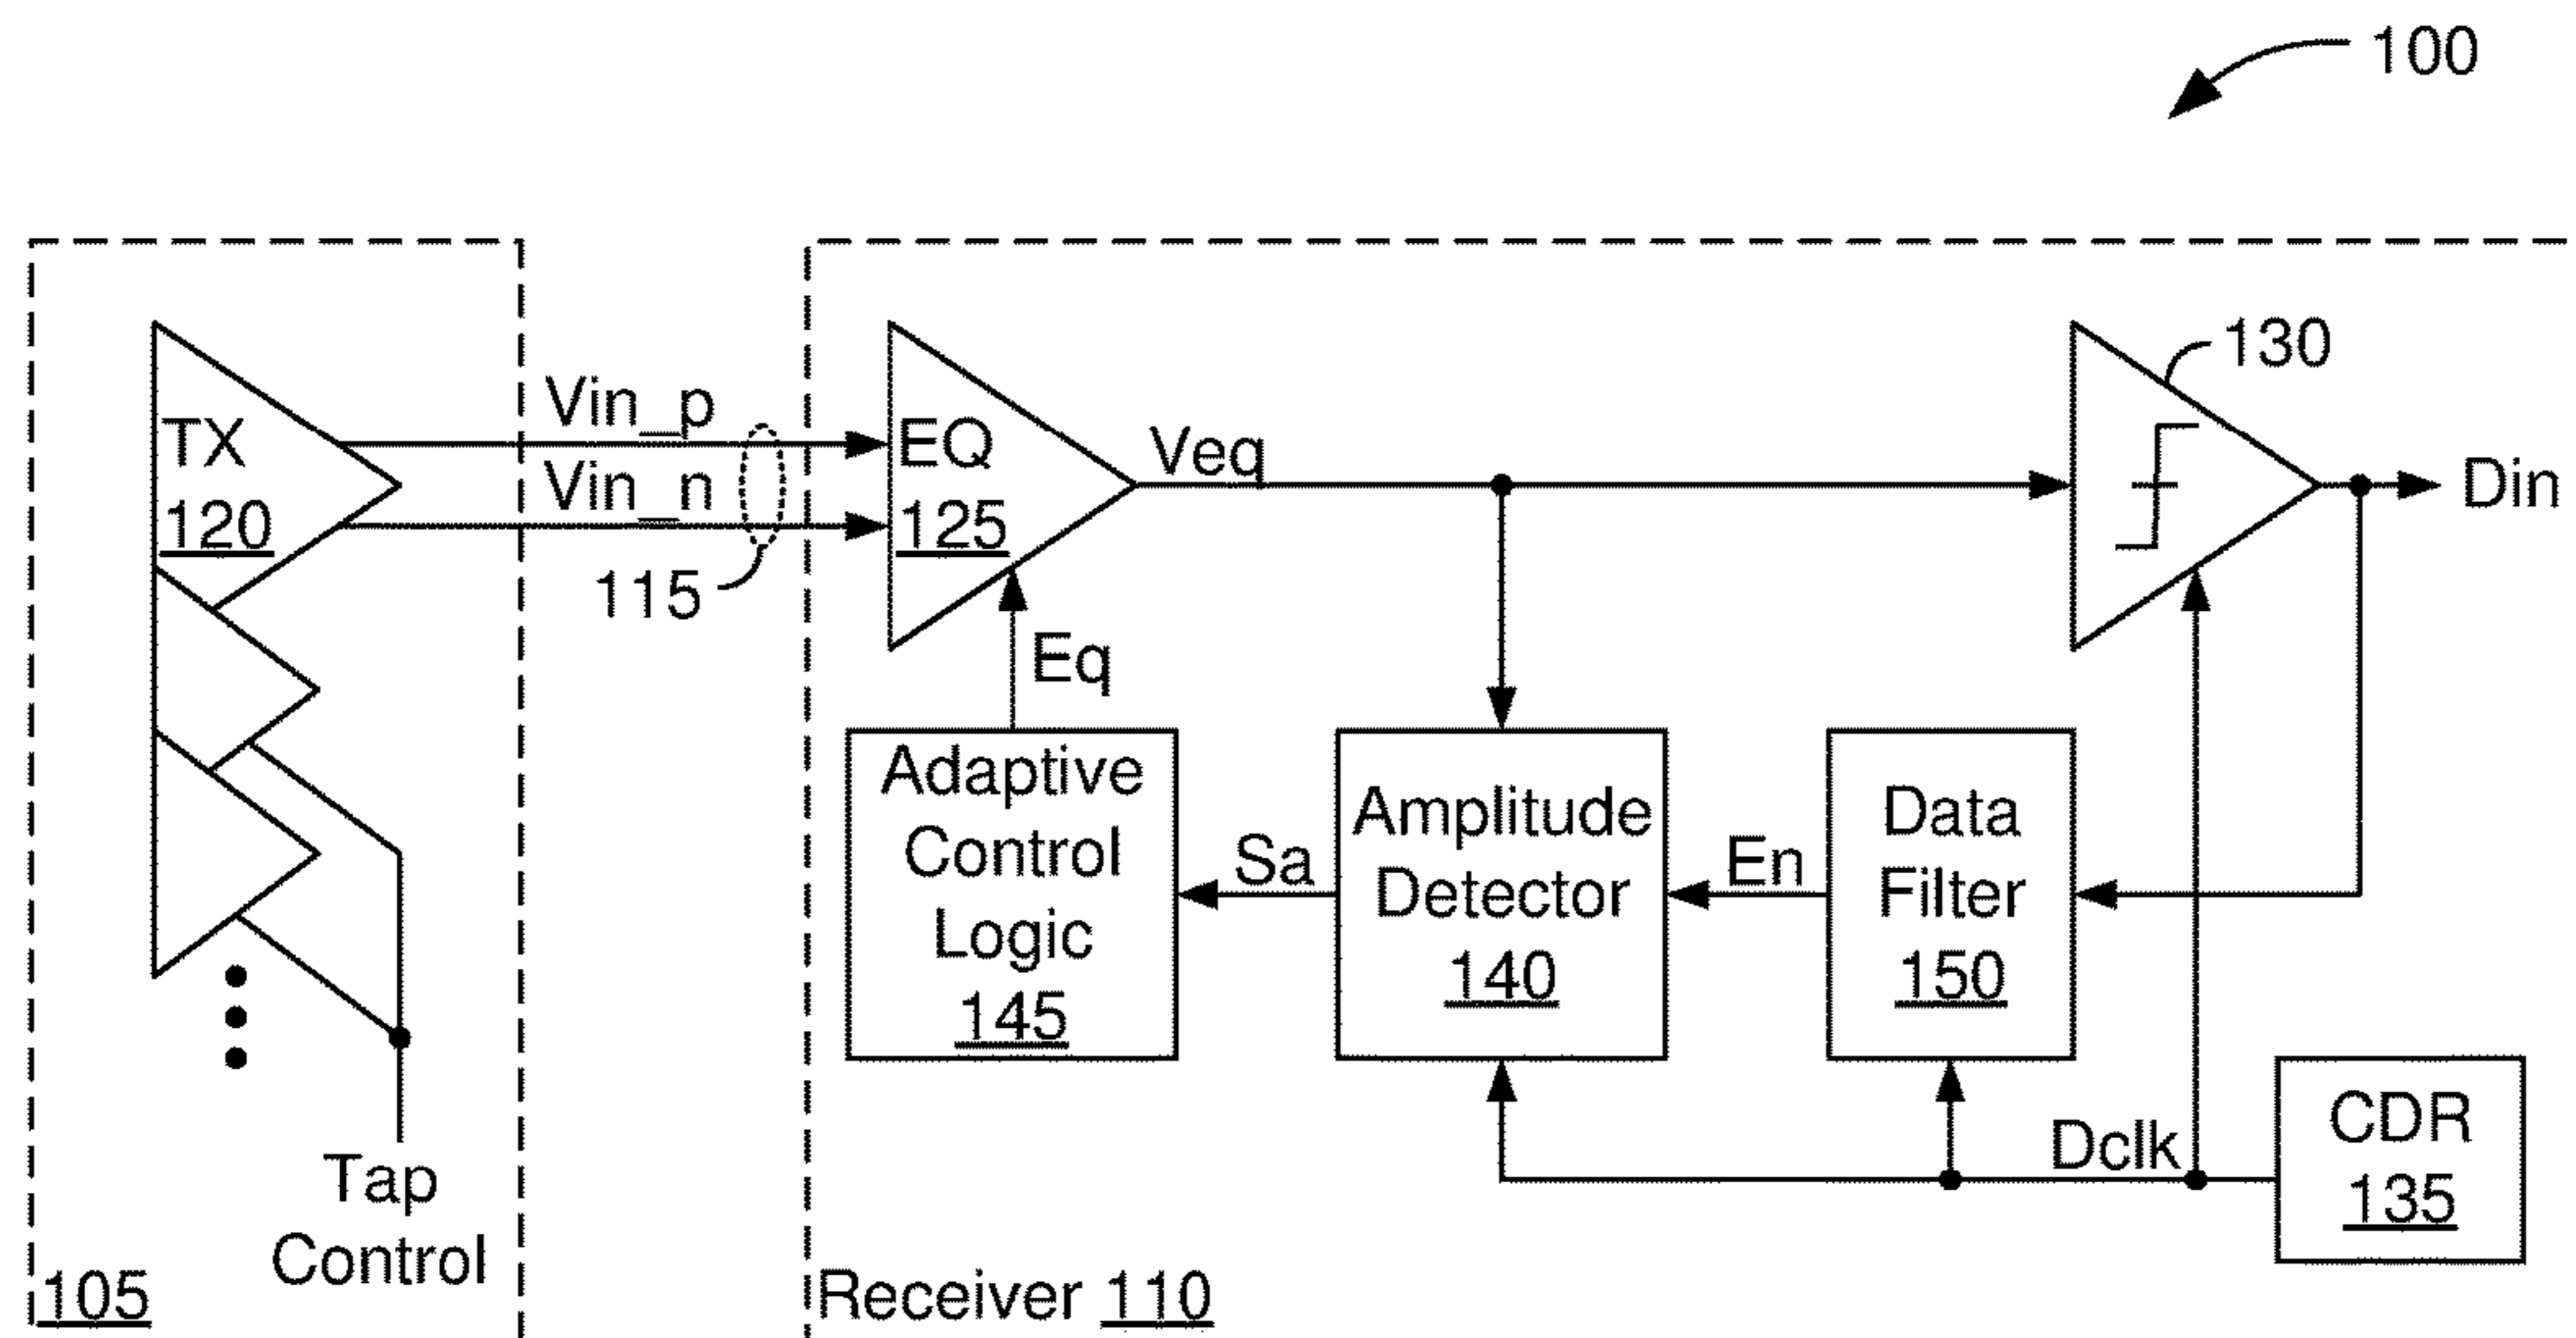 100
130
Vin_p
TX
120
EQ
125
Veq
Din
Vin_n
115
Eq
Adaptive
Control
Logic
145
Sa
Amplitude
Detector
140
En
Data
Filter
150
Dclk
CDR
135
Tap
Control
105
Receiver 110